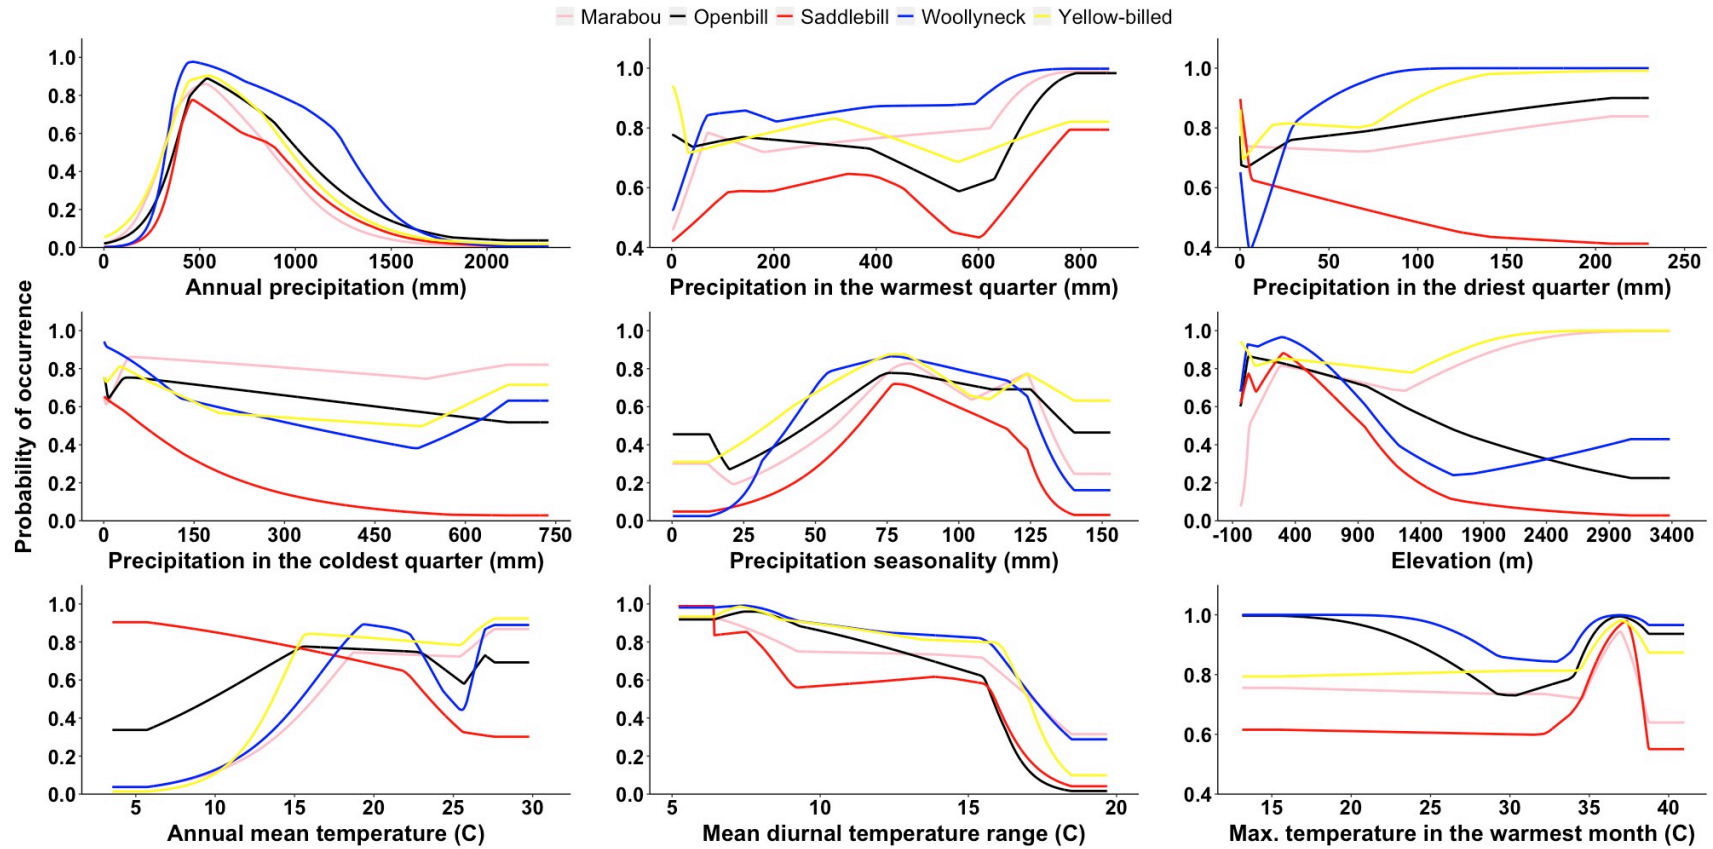 Marabou Openbill Saddlebill Woollyneck Yellow-billed
Probability of occurrence
1.0
0.8
0.6
0.4
0.2
0.0
0 500 1000 1500 2000
Annual precipitation (mm)
1.0
0.8
0.6
0.4
0 200 400 600 800
Precipitation in the warmest quarter (mm)
1.0
0.8
0.6
0.4
0 50 100 150 200 250
Precipitation in the driest quarter (mm)
1.0
0.8
0.6
0.4
0.2
0.0
0 150 300 450 600 750
Precipitation in the coldest quarter (mm)
1.0
0.8
0.6
0.4
0.2
0.0
0 25 50 75 100 125 150
Precipitation seasonality (mm)
1.0
0.8
0.6
0.4
0.2
0.0
-100 400 900 1400 1900 2400 2900 3400
Elevation (m)
1.0
0.8
0.6
0.4
0.2
0.0
5 10 15 20 25 30
Annual mean temperature (C)
1.0
0.8
0.6
0.4
0.2
0.0
5 10 15 20
Mean diurnal temperature range (C)
1.0
0.8
0.6
0.4
15 20 25 30 35 40
Max. temperature in the warmest month (C)